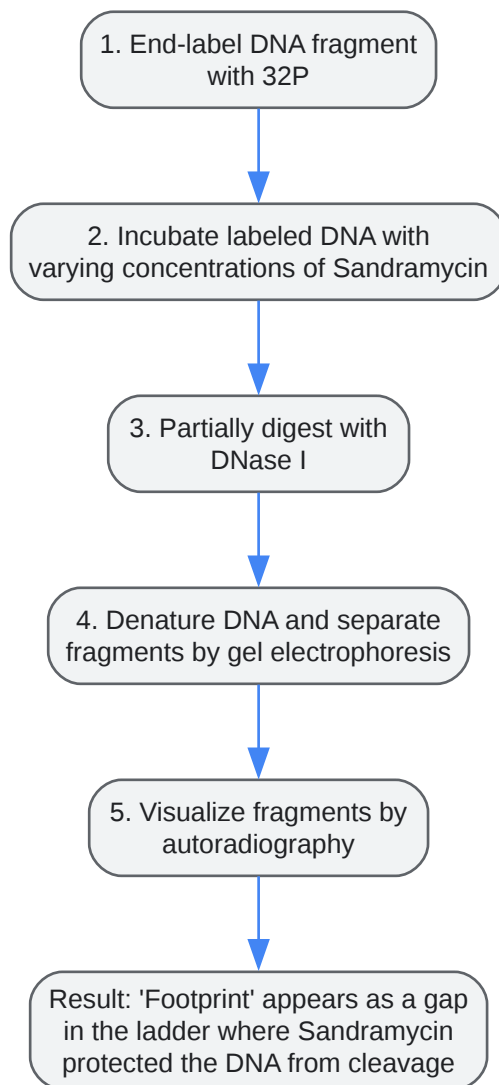 1. End-label DNA fragment
with 32P
2. Incubate labeled DNA with
varying concentrations of Sandramycin
3. Partially digest with
DNase I
4. Denature DNA and separate
fragments by gel electrophoresis
5. Visualize fragments by
autoradiography
Result: 'Footprint' appears as a gap
in the ladder where Sandramycin
protected the DNA from cleavage